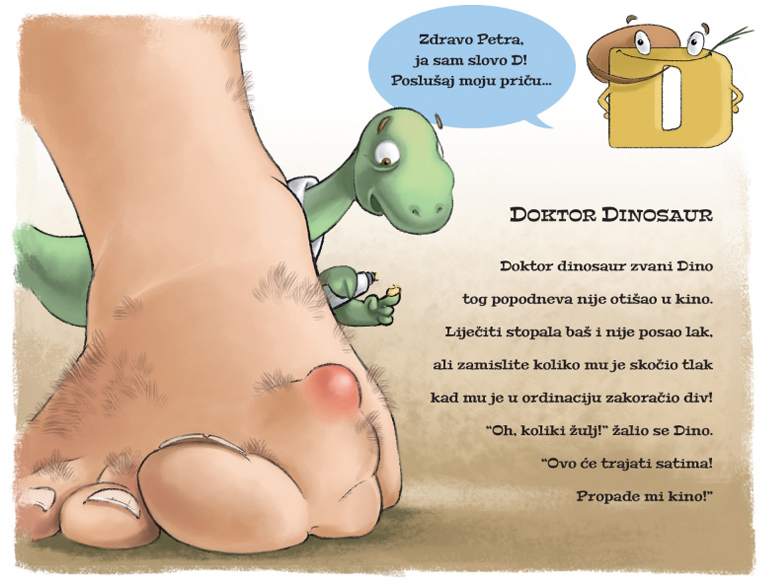 Zdravo Petra,
ja sam slovo D!
Poslušaj moju priču...
D
DOKTOR DINOSAUR
Doktor dinosaur zvani Dino
tog popodneva nije otišao u kino.
Liječiti stopala baš i nije posao lak,
ali zamislite koliko mu je skočio tlak
kad mu je u ordinaciju zakoračio div!
“Oh, koliki žulj!” žalio se Dino.
“Ovo će trajati satima!
Propade mi kino!”